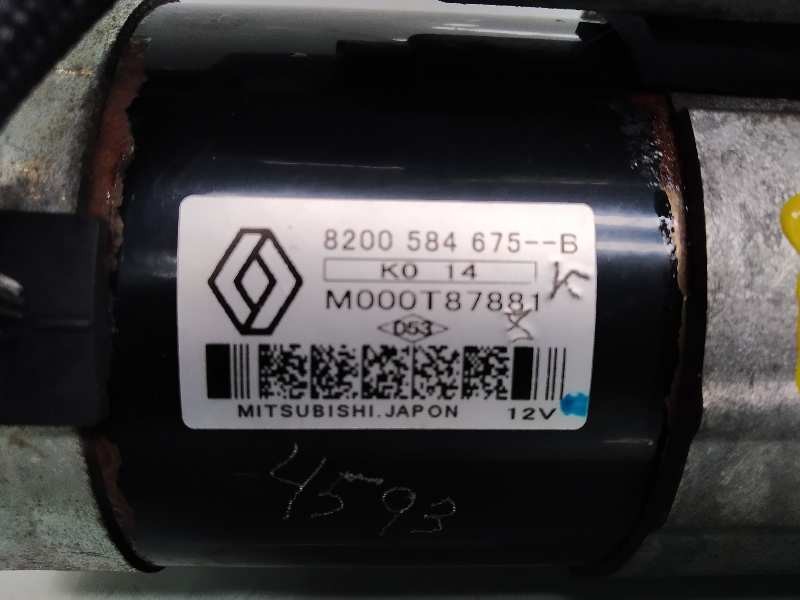 8200 584 675--B
K0 14
M000T87881
D53
MITSUBISHI.JAPON 12V
4593